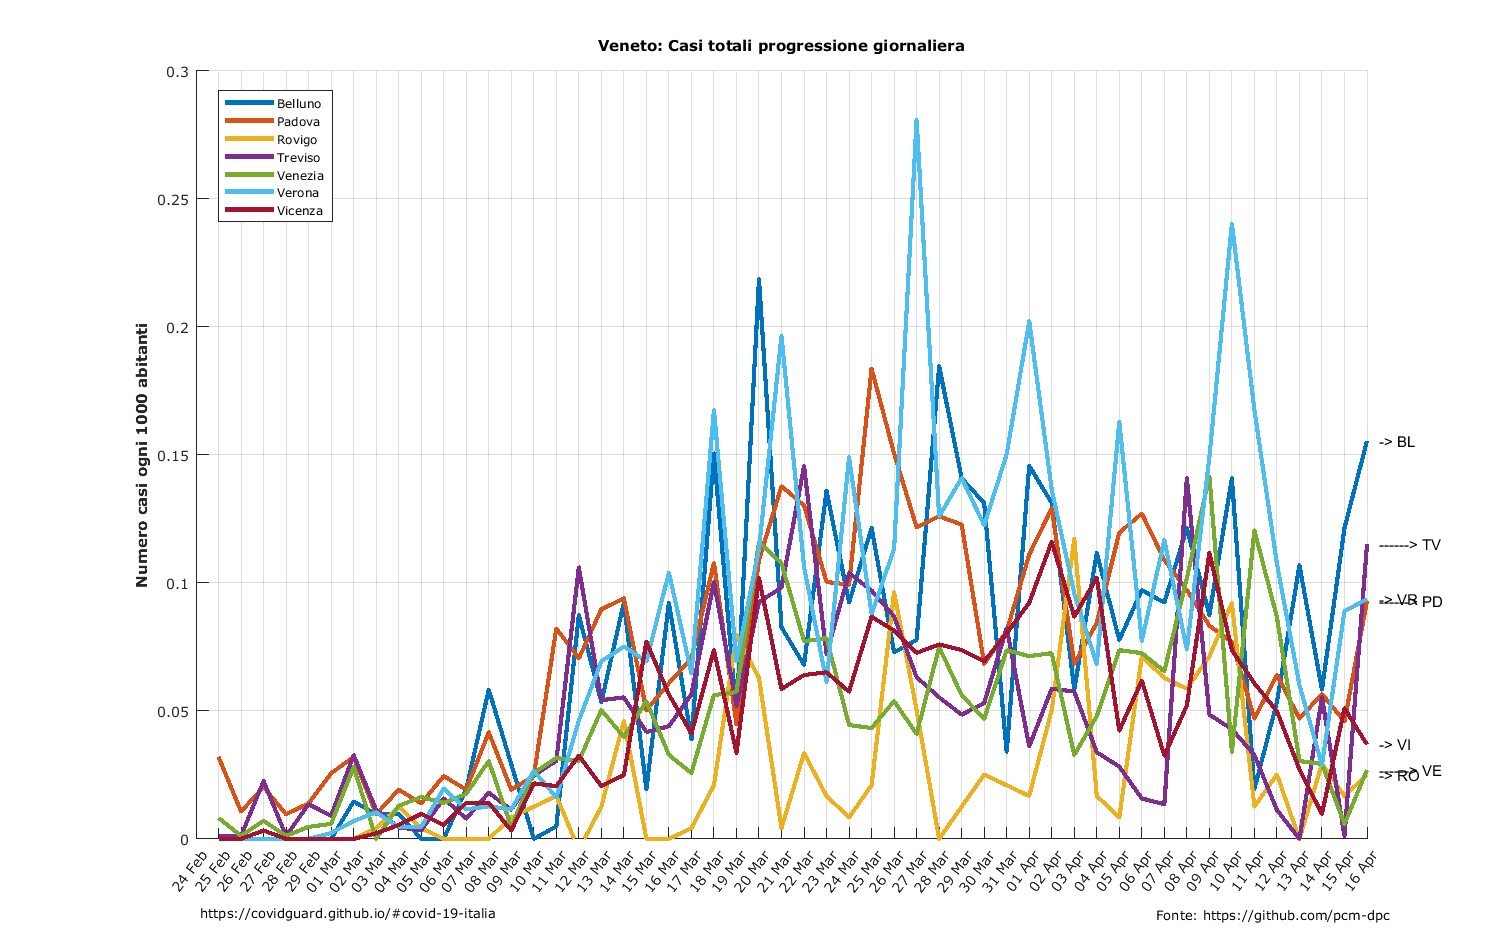 Veneto: Casi totali progressione giornaliera
Numero casi ogni 1000 abitanti
0.3
0.25
0.2
0.15
0.1
0.05
0
Belluno
Padova
Rovigo
Treviso
Venezia
Verona
Vicenza
-> BL
------> TV
-> VR
------> PD
-> VI
------> VE
-> RO
24 Feb
25 Feb
26 Feb
27 Feb
28 Feb
29 Feb
01 Mar
02 Mar
03 Mar
04 Mar
05 Mar
06 Mar
07 Mar
08 Mar
09 Mar
10 Mar
11 Mar
12 Mar
13 Mar
14 Mar
15 Mar
16 Mar
17 Mar
18 Mar
19 Mar
20 Mar
21 Mar
22 Mar
23 Mar
24 Mar
25 Mar
26 Mar
27 Mar
28 Mar
29 Mar
30 Mar
31 Mar
01 Apr
02 Apr
03 Apr
04 Apr
05 Apr
06 Apr
07 Apr
08 Apr
09 Apr
10 Apr
11 Apr
12 Apr
13 Apr
14 Apr
15 Apr
16 Apr
https://covidguard.github.io/#covid-19-italia
Fonte: https://github.com/pcm-dpc